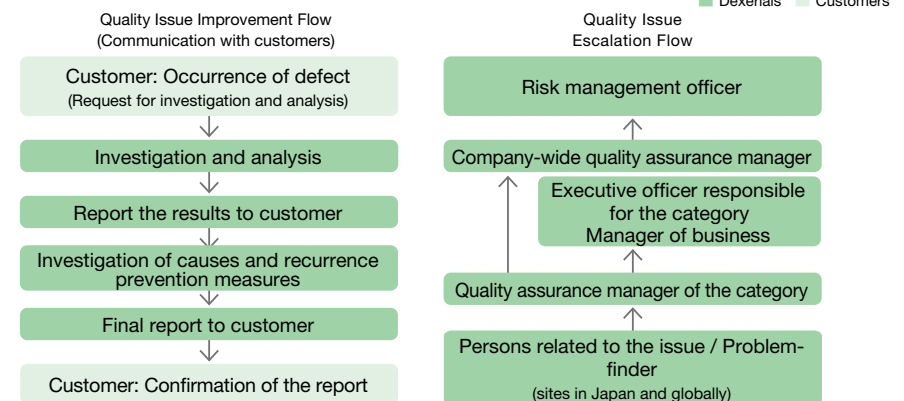 Dexerials Customers
Quality Issue Improvement Flow
(Communication with customers)
Customer: Occurrence of defect
(Request for investigation and analysis)
Investigation and analysis
Report the results to customer
Investigation of causes and recurrence
prevention measures
Final report to customer
Customer: Confirmation of the report
Quality Issue
Escalation Flow
Risk management officer
Company-wide quality assurance manager
Executive officer responsible
for the category
Manager of business
Quality assurance manager of the category
Persons related to the issue / Problem-
finder
(sites in Japan and globally)